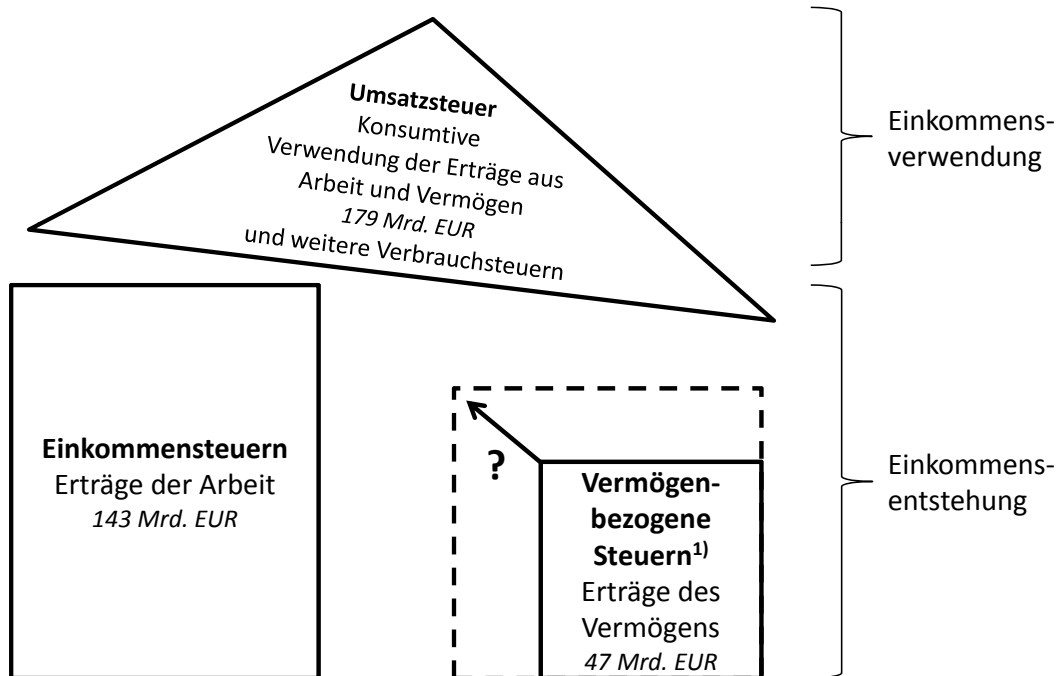 Umsatzsteuer
Konsumtive
Verwendung der Erträge aus
Arbeit und Vermögen
179 Mrd. EUR
und weitere Verbrauchsteuern
Einkommens-
verwendung
Einkommensteuern
Erträge der Arbeit
143 Mrd. EUR
?
Vermögen-
bezogene
Steuern1)
Erträge des
Vermögens
47 Mrd. EUR
Einkommens-
entstehung